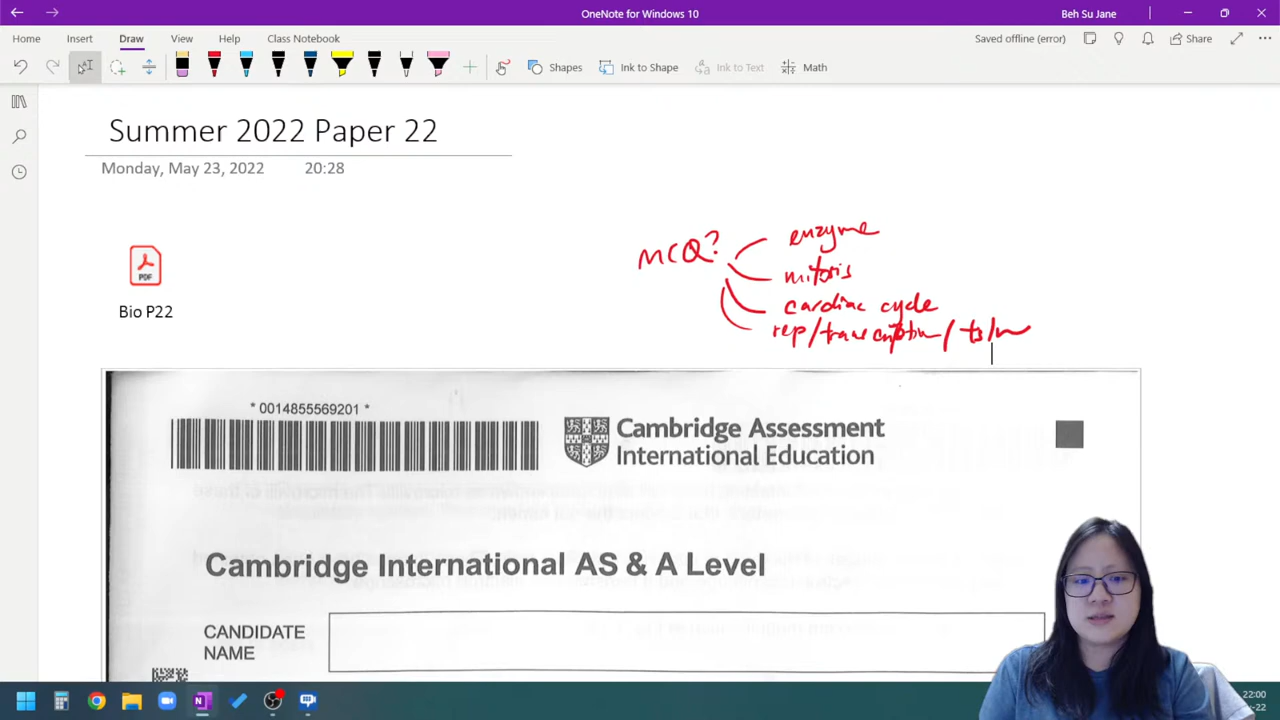 OneNote for Windows 10
Beh Su Jane
Home Insert Draw View Help Class Notebook
Saved offline (error)
Share
Shapes
Ink to Shape
Ink to Text
Math
Summer 2022 Paper 22
Monday, May 23, 2022 20:28
MCQ?
enzyme
mitosis
cardiac cycle
rep/transcription/
PDF
Bio P22
* 0014855569201 *
Cambridge Assessment
International Education
Cambridge International AS & A Level
CANDIDATE
NAME
22:00